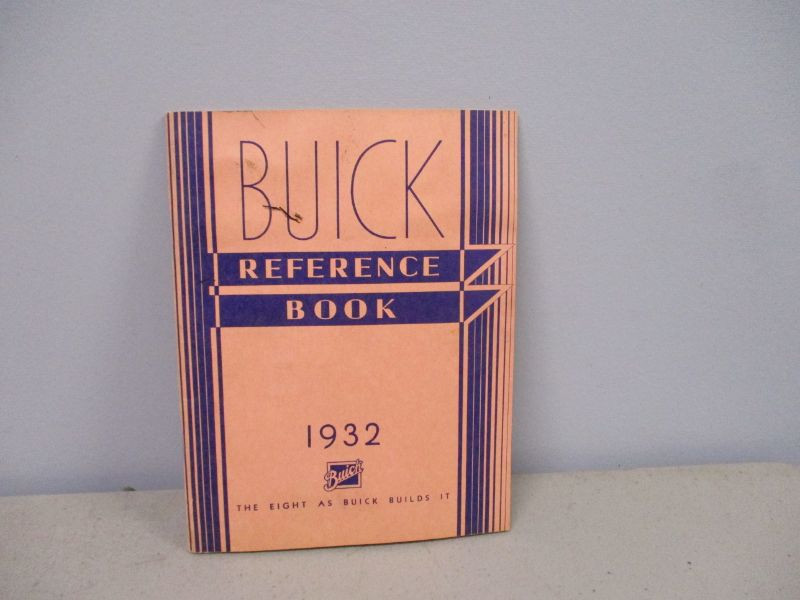 BUICK
REFERENCE
BOOK
1932
Buick
THE EIGHT AS BUICK BUILDS IT